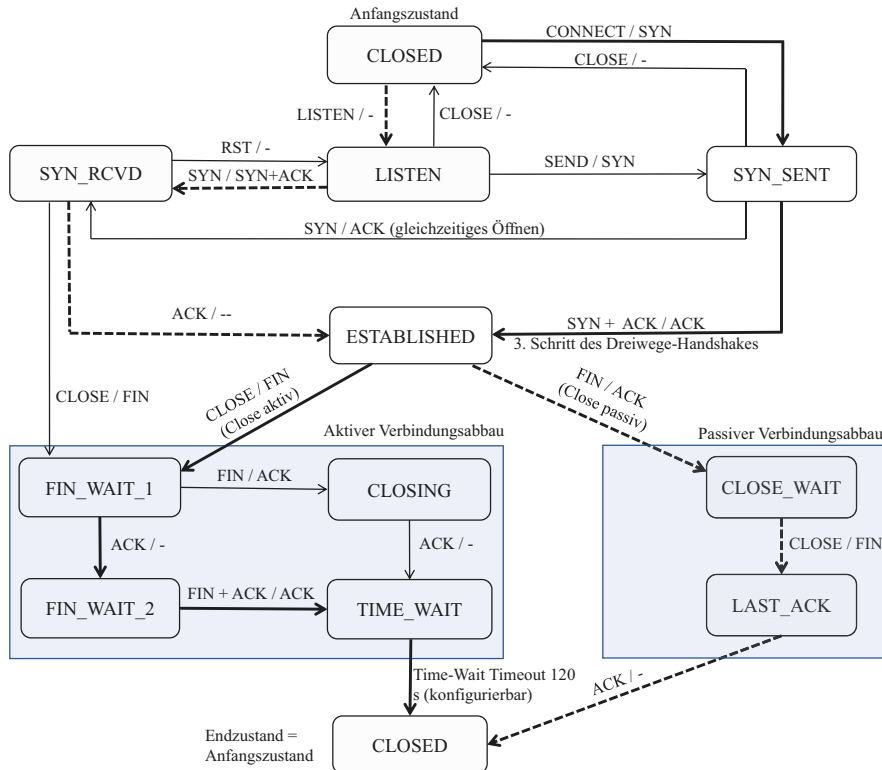 Anfangszustand
CLOSED
CONNECT / SYN
CLOSE / -
LISTEN / -
CLOSE / -
RST / -
SYN_RCVD
LISTEN
SEND / SYN
SYN_SENT
SYN / SYN+ACK
SYN / ACK (gleichzeitiges Öffnen)
ACK / --
ESTABLISHED
SYN + ACK / ACK
3. Schritt des Dreiwege-Handshakes
CLOSE / FIN
CLOSE / FIN
(Close aktiv)
FIN / ACK
(Close passiv)
Aktiver Verbindungsabbau
Passiver Verbindungsabbau
FIN_WAIT_1
FIN / ACK
CLOSING
CLOSE_WAIT
ACK / -
ACK / -
CLOSE / FIN
FIN_WAIT_2
FIN + ACK / ACK
TIME_WAIT
LAST_ACK
Time-Wait Timeout 120
s (konfigurierbar)
ACK / -
Endzustand =
Anfangszustand
CLOSED